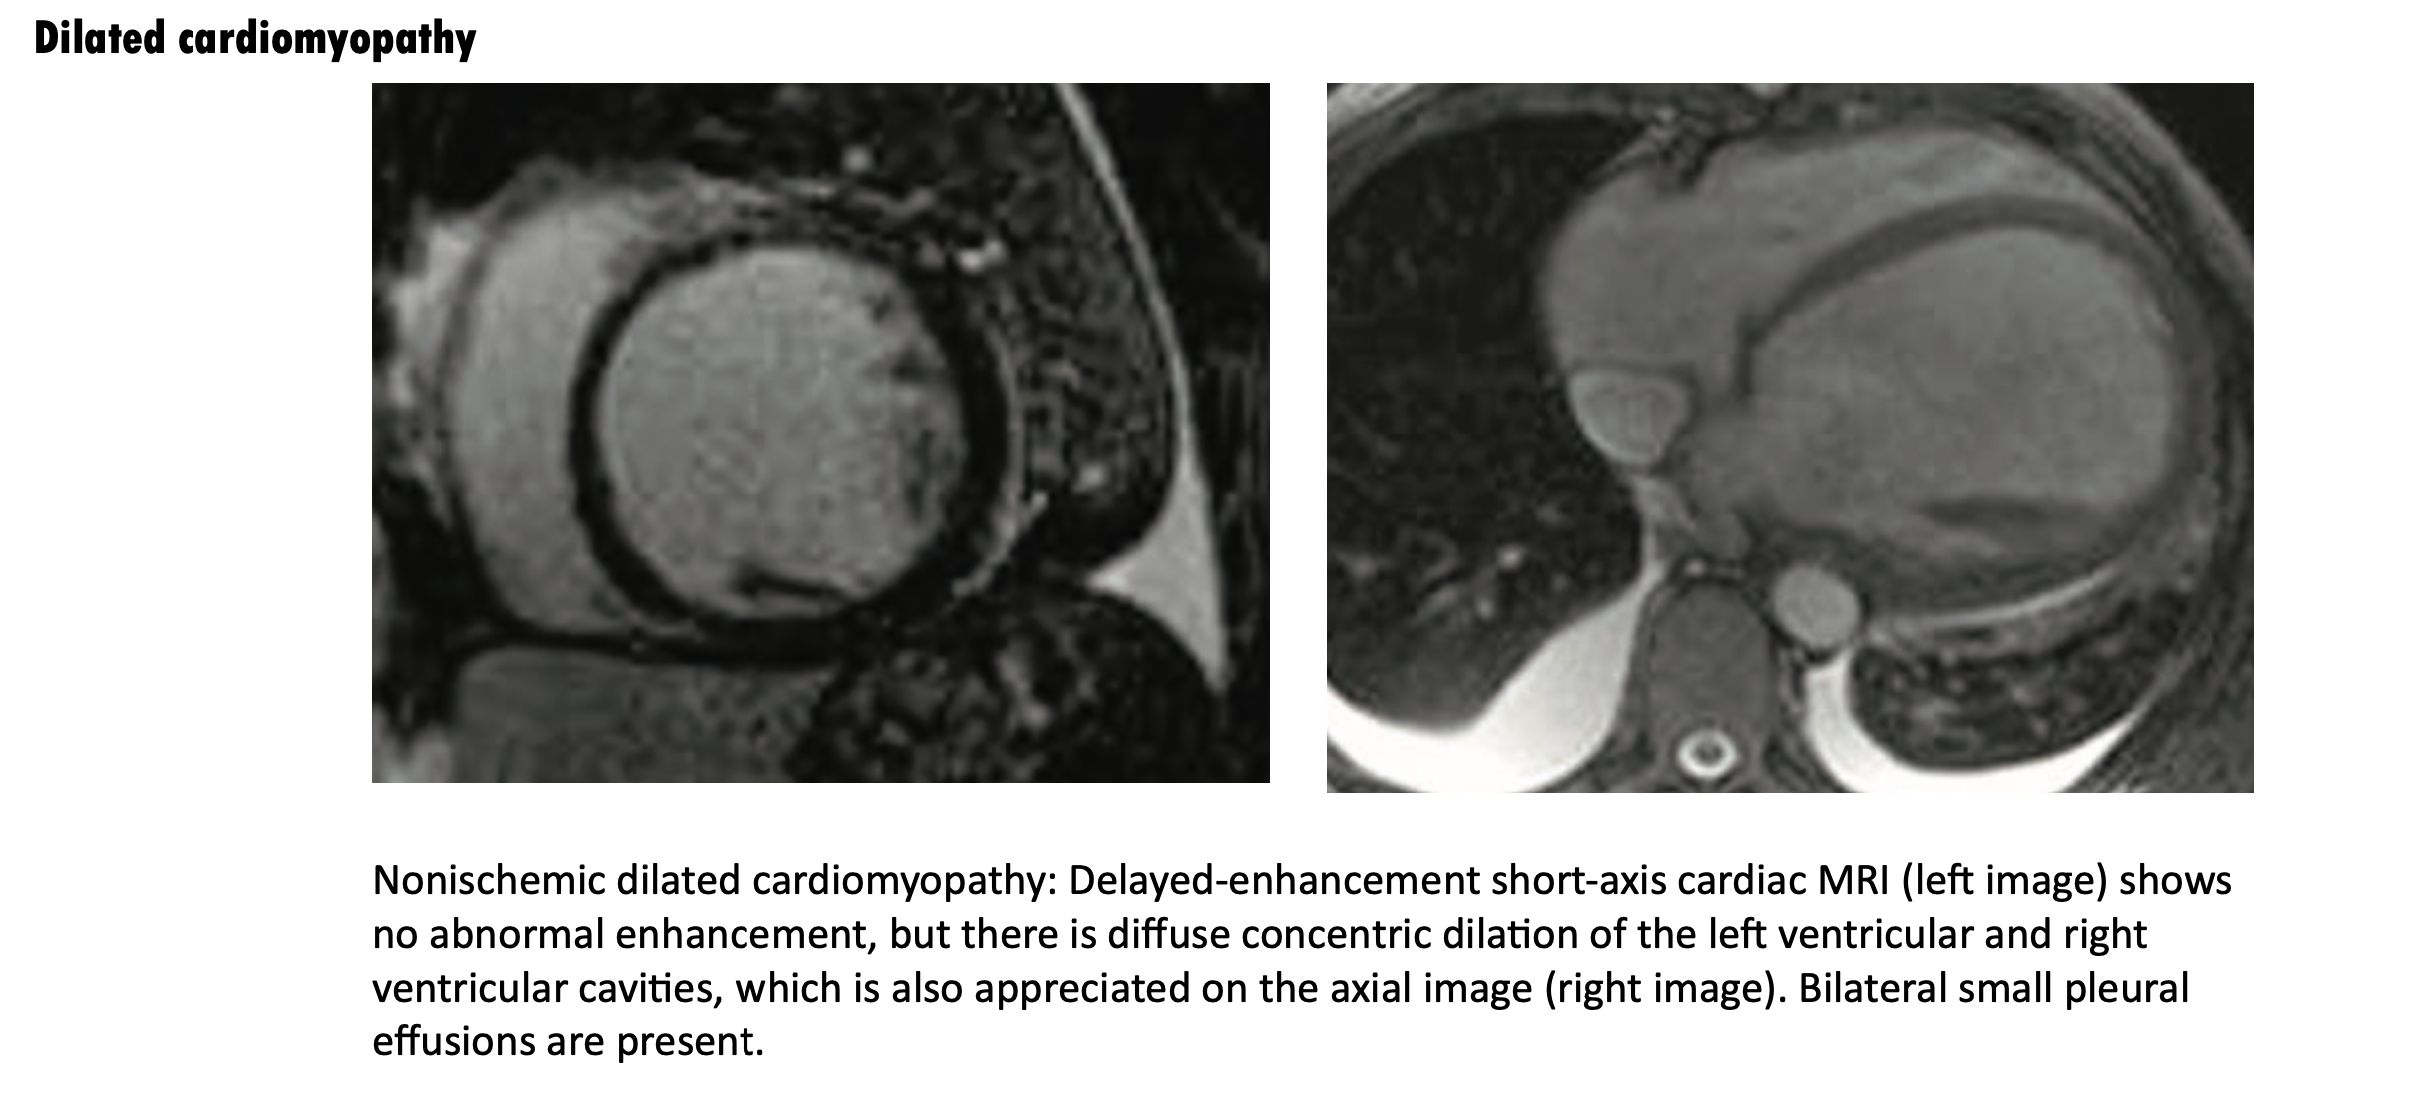 Dilated cardiomyopathy
Nonischemic dilated cardiomyopathy: Delayed-enhancement short-axis cardiac MRI (left image) shows
no abnormal enhancement, but there is diffuse concentric dilation of the left ventricular and right
ventricular cavities, which is also appreciated on the axial image (right image). Bilateral small pleural
effusions are present.